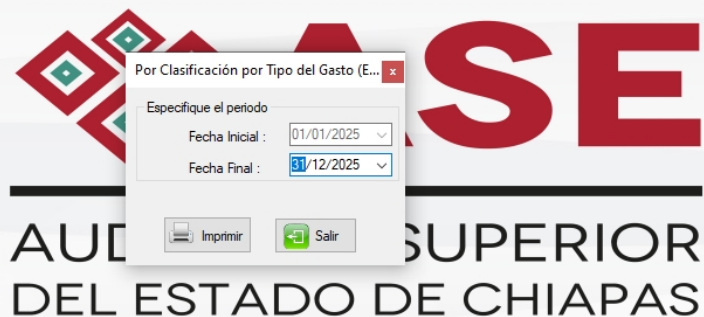 ASE
Por Clasificación por Tipo del Gasto (E...
x
Especifique el periodo
Fecha Inicial : 01/01/2025
Fecha Final : 31/12/2025
Imprimir Salir
SUPERIOR
DEL ESTADO DE CHIAPAS